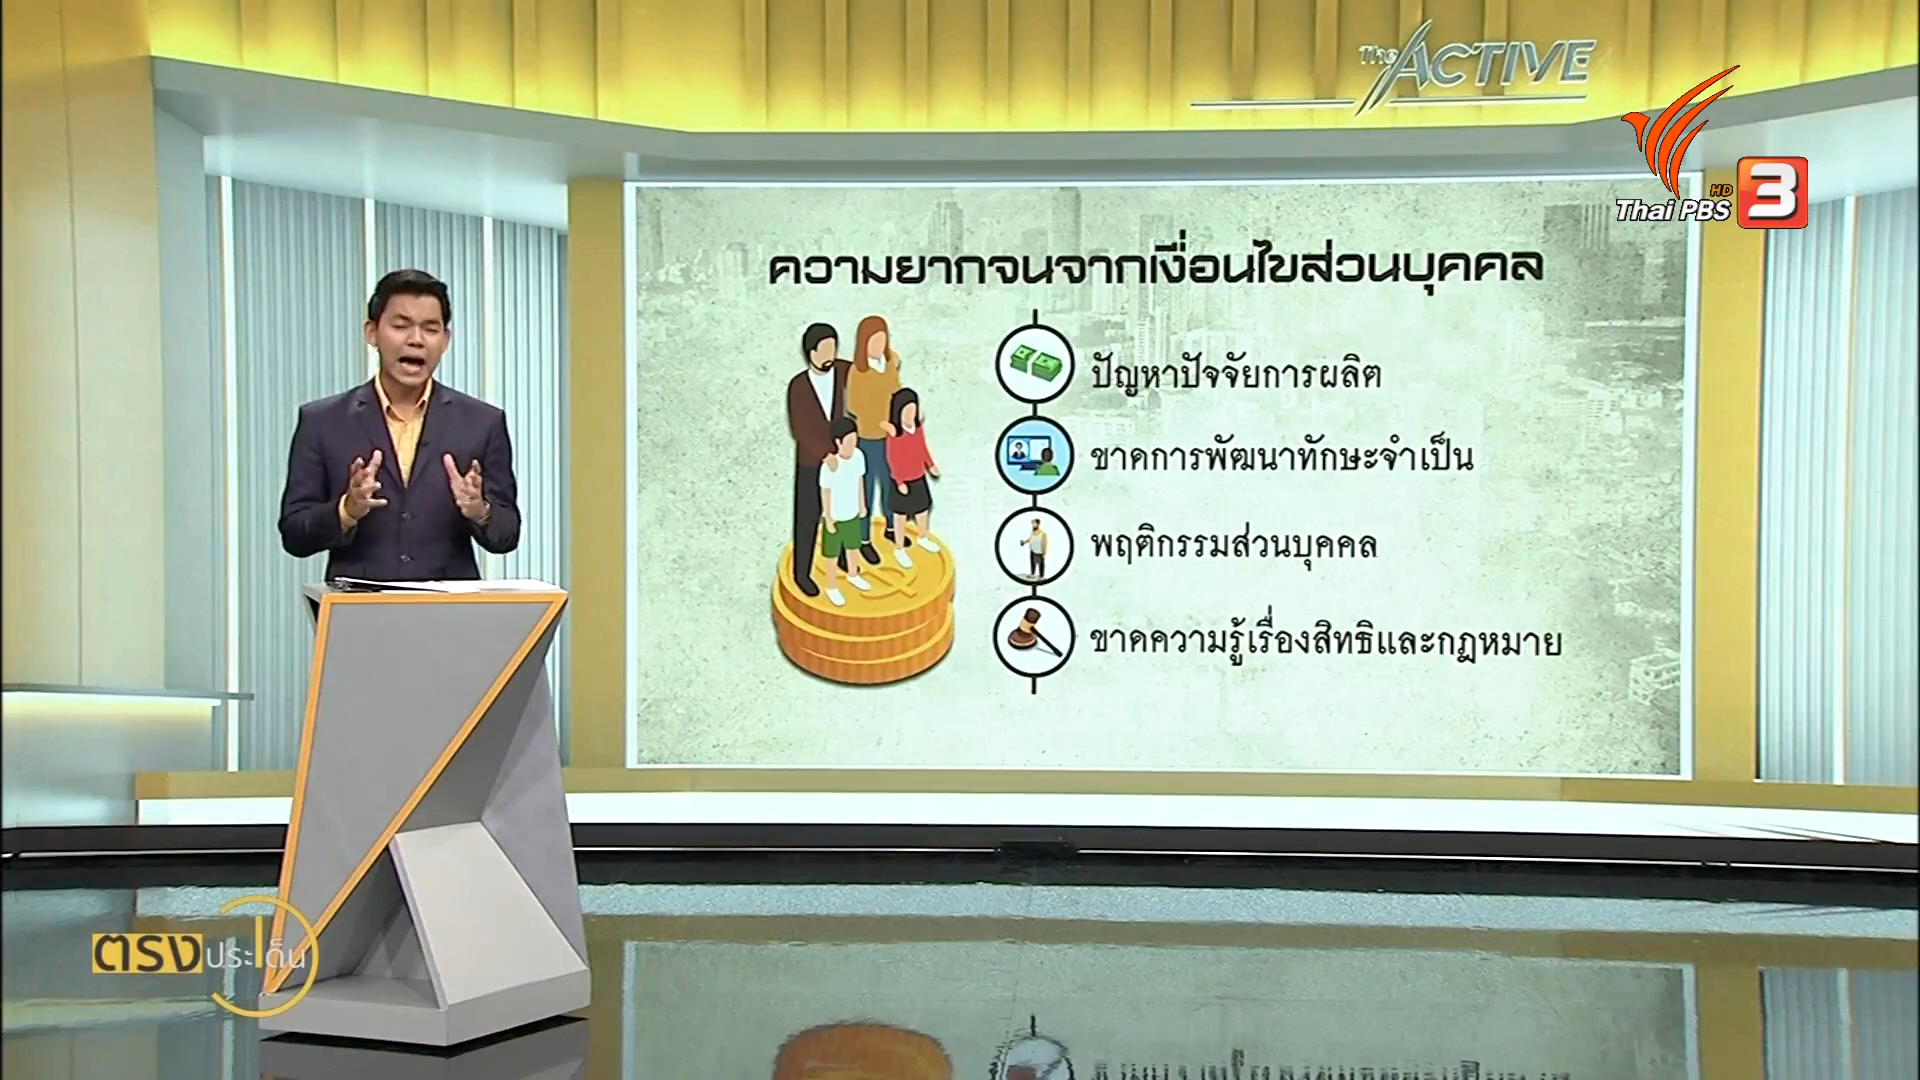 The ACTIVE
Thai PBS HD 3
ความยากจนจากเงื่อนไขส่วนบุคคล
ปัญหาปัจจัยการผลิต
ขาดการพัฒนาทักษะจำเป็น
พฤติกรรมส่วนบุคคล
ขาดความรู้เรื่องสิทธิและกฎหมาย
ตรงประเด็น